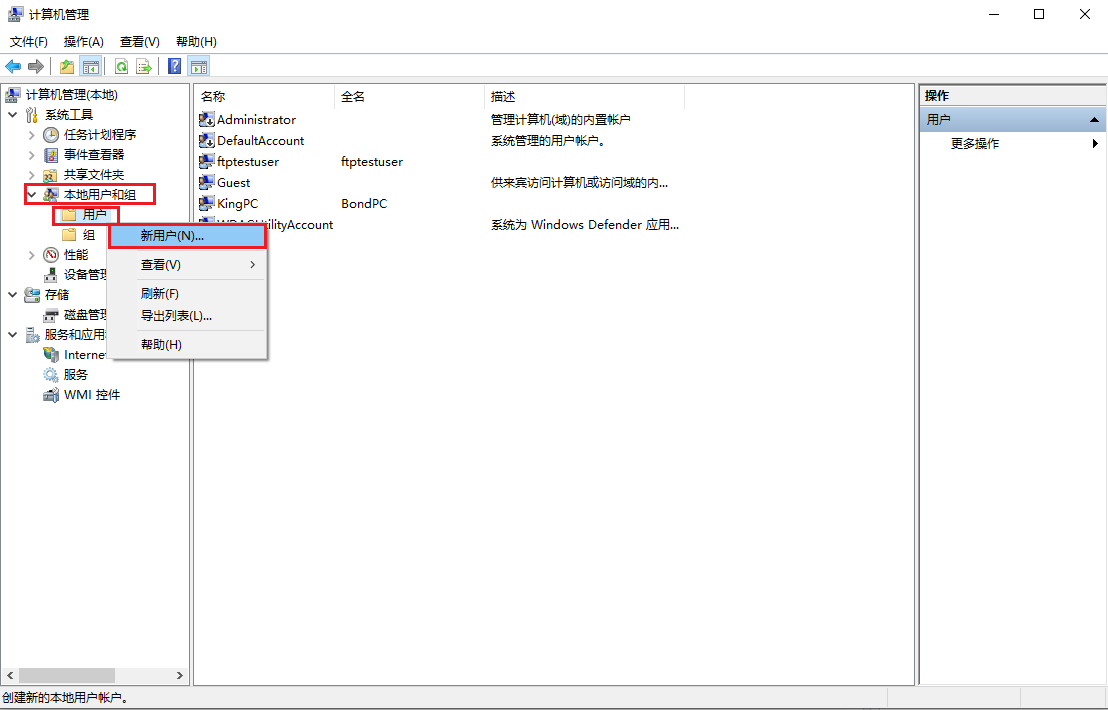 计算机管理
文件(F) 操作(A) 查看(V) 帮助(H)
计算机管理(本地)
系统工具
任务计划程序
事件查看器
共享文件夹
本地用户和组
用户
组
性能
设备管理
存储
磁盘管理
服务和应用
Interne
服务
WMI 控件
新用户(N)...
查看(V)
刷新(F)
导出列表(L)...
帮助(H)
名称 全名 描述
Administrator 管理计算机(域)的内置帐户
DefaultAccount 系统管理的用户帐户。
ftptestuser ftptestuser
Guest 供来宾访问计算机或访问域的内...
KingPC BondPC
WDAGUtilityAccount 系统为 Windows Defender 应用...
操作
用户
更多操作
创建新的本地用户帐户。